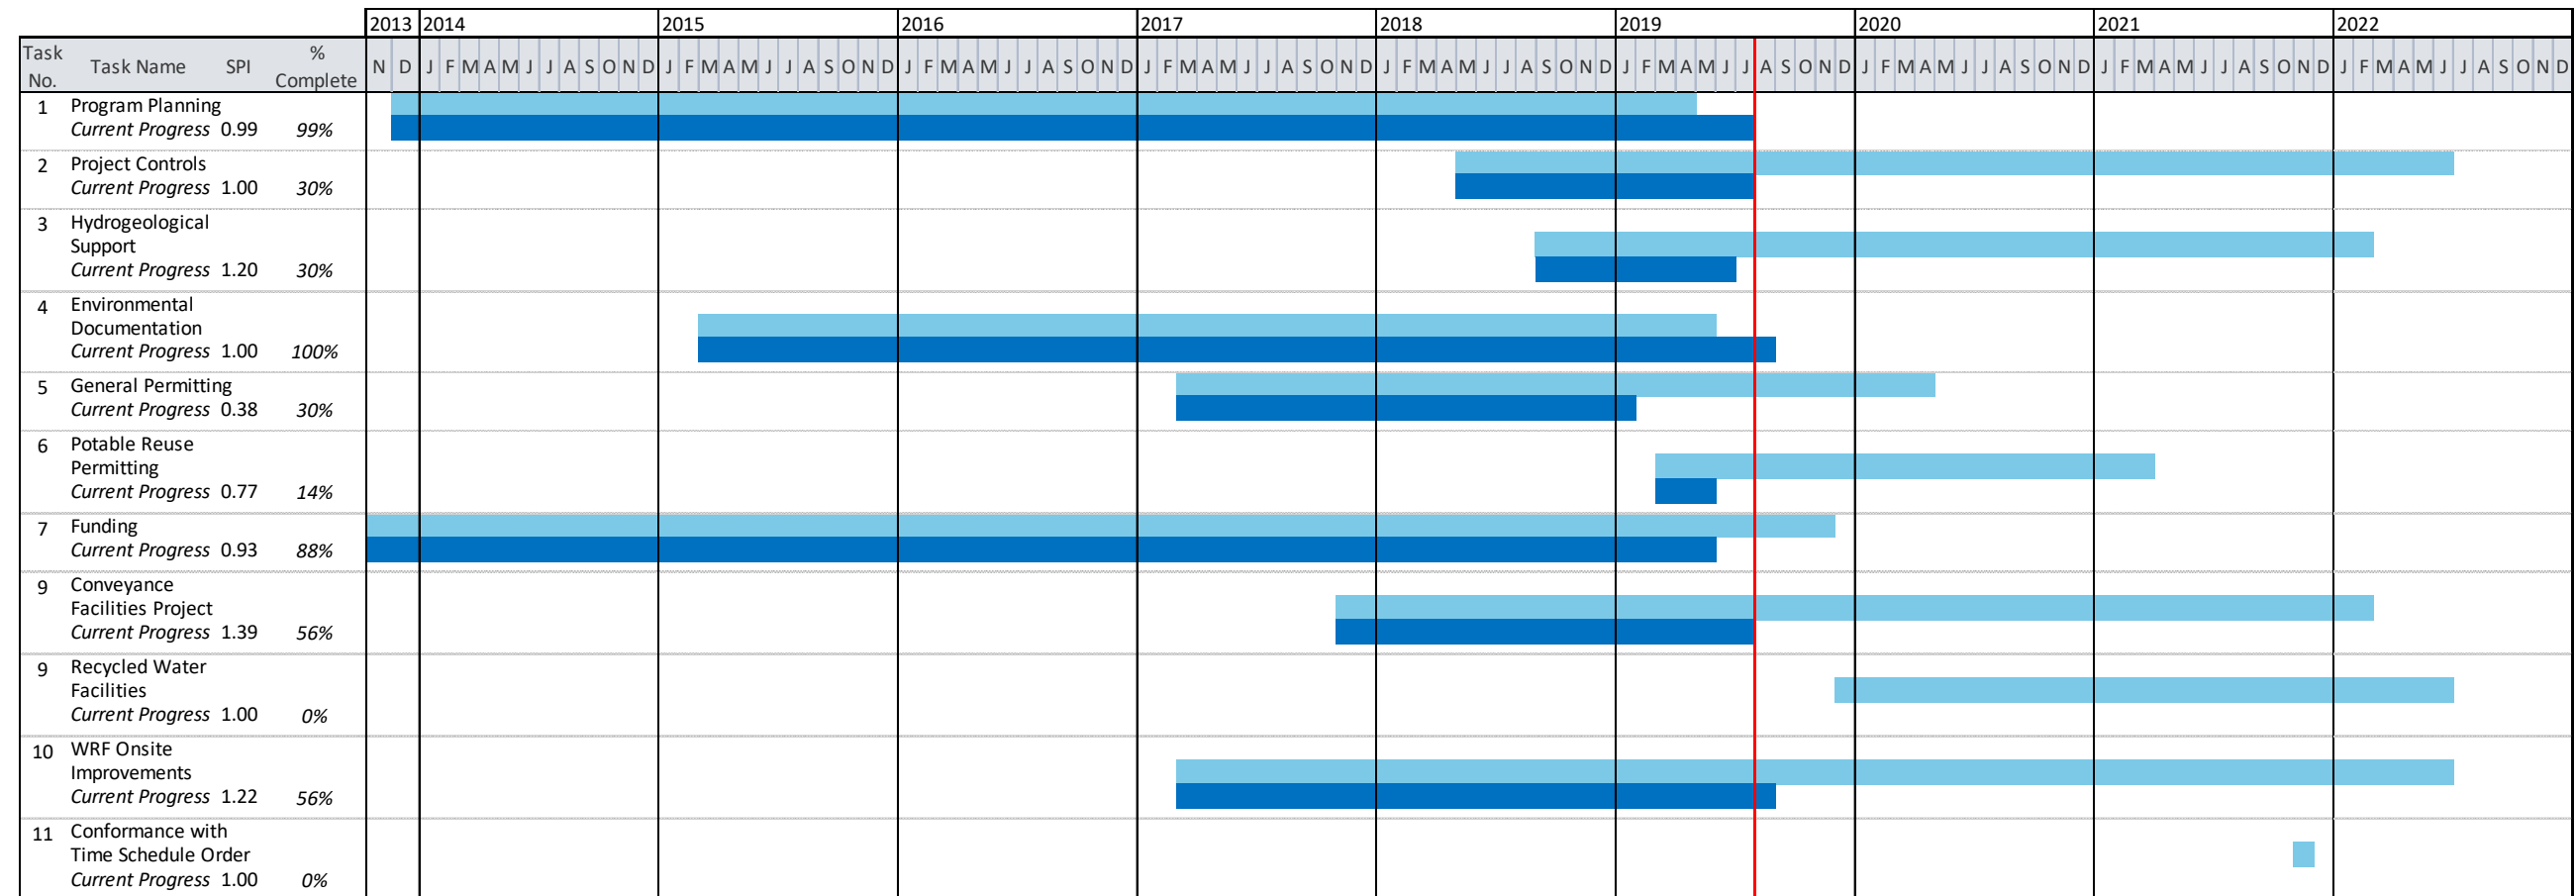 2013 2014 2015 2016 2017 2018 2019 2020 2021 2022
Task No. Task Name SPI % Complete N D J F M A M J J A S O N D J F M A M J J A S O N D J F M A M J J A S O N D J F M A M J J A S O N D J F M A M J J A S O N D J F M A M J J A S O N D J F M A M J J A S O N D J F M A M J J A S O N D J F M A M J J A S O N D
1 Program Planning
Current Progress 0.99 99%
2 Project Controls
Current Progress 1.00 30%
3 Hydrogeological
Support
Current Progress 1.20 30%
4 Environmental
Documentation
Current Progress 1.00 100%
5 General Permitting
Current Progress 0.38 30%
6 Potable Reuse
Permitting
Current Progress 0.77 14%
7 Funding
Current Progress 0.93 88%
9 Conveyance
Facilities Project
Current Progress 1.39 56%
9 Recycled Water
Facilities
Current Progress 1.00 0%
10 WRF Onsite
Improvements
Current Progress 1.22 56%
11 Conformance with
Time Schedule Order
Current Progress 1.00 0%